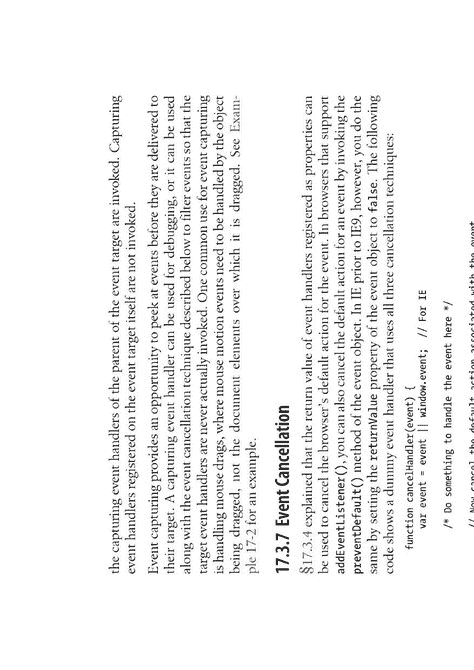 the capturing event handlers of the parent of the event target are invoked. Capturing
event handlers registered on the event target itself are not invoked.
Event capturing provides an opportunity to peek at events before they are delivered to
their target. A capturing event handler can be used for debugging, or it can be used
along with the event cancellation technique described below to filter events so that the
target event handlers are never actually invoked. One common use for event capturing
is handling mouse drags, where mouse motion events need to be handled by the object
being dragged, not the document elements over which it is dragged. See Exam-
ple 17-2 for an example.
17.3.7 Event Cancellation
§17.3.4 explained that the return value of event handlers registered as properties can
be used to cancel the browser's default action for the event. In browsers that support
addEventListener(), you can also cancel the default action for an event by invoking the
preventDefault() method of the event object. In IE prior to IE9, however, you do the
same by setting the returnValue property of the event object to false. The following
code shows a dummy event handler that uses all three cancellation techniques:
function cancelHandler(event) {
var event = event || window.event; // For IE
/* Do something to handle the event here */
// Now cancel the default action associated with the event